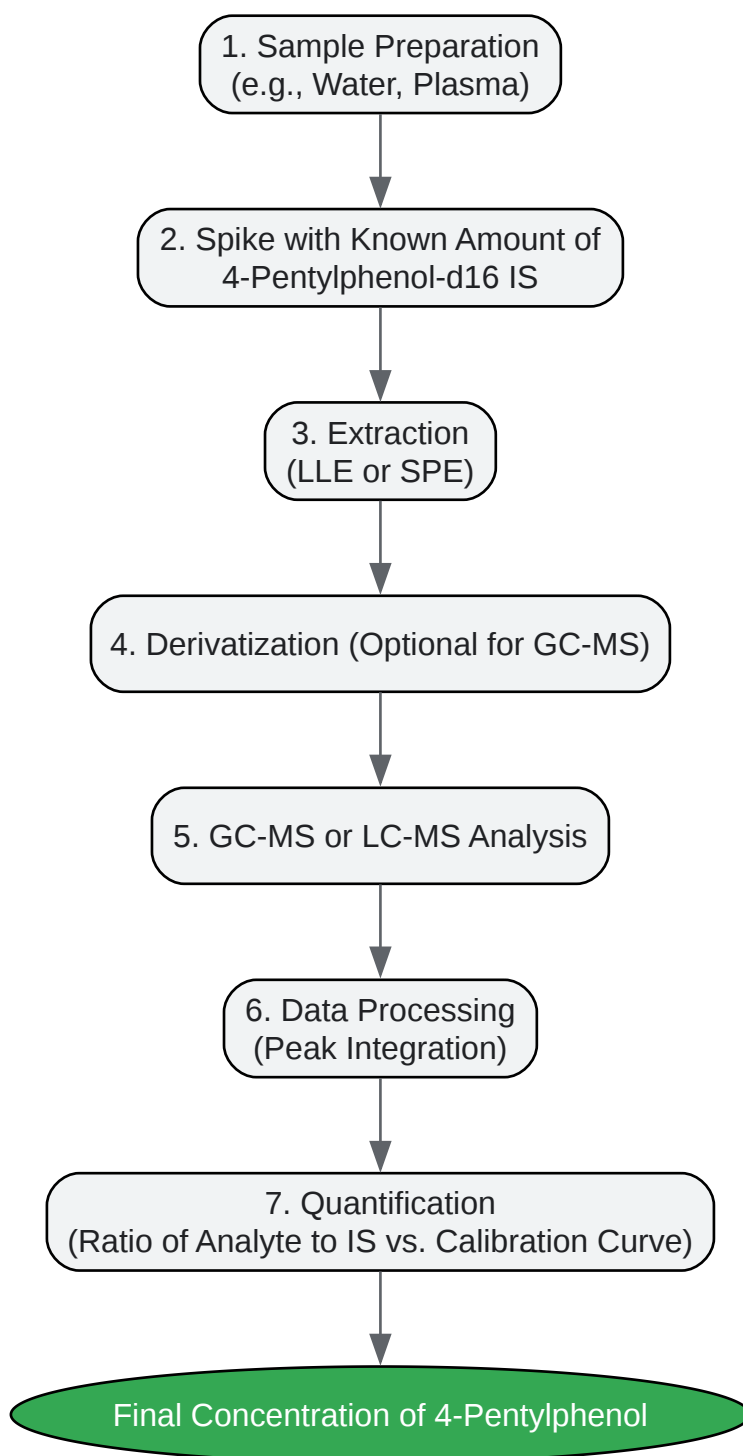 1. Sample Preparation
(e.g., Water, Plasma)
2. Spike with Known Amount of
4-Pentylphenol-d16 IS
3. Extraction
(LLE or SPE)
4. Derivatization (Optional for GC-MS)
5. GC-MS or LC-MS Analysis
6. Data Processing
(Peak Integration)
7. Quantification
(Ratio of Analyte to IS vs. Calibration Curve)
Final Concentration of 4-Pentylphenol